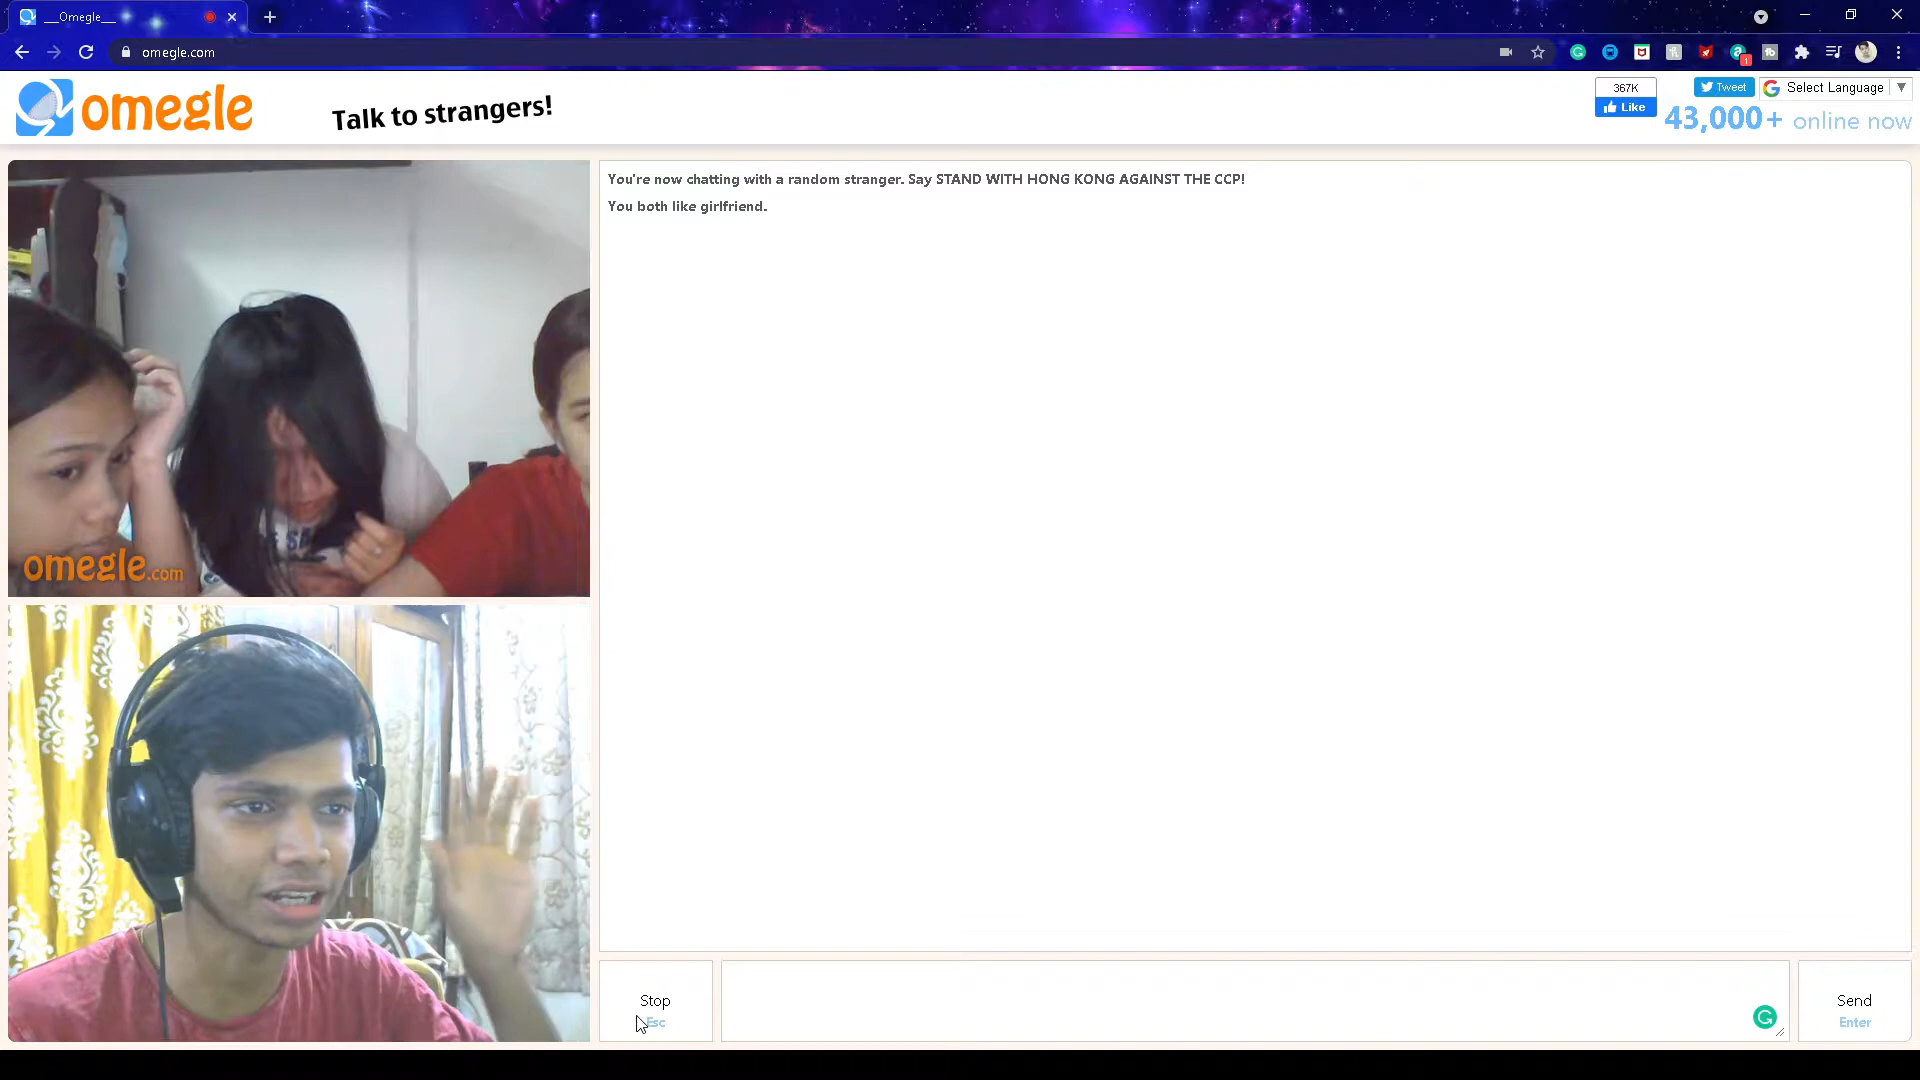 __Omegle__
omegle.com
omegle
Talk to strangers!
367K
Like
Tweet
Select Language
43,000+ online now
You're now chatting with a random stranger. Say STAND WITH HONG KONG AGAINST THE CCP!
You both like girlfriend.
omegle.com
Stop
Esc
Send
Enter